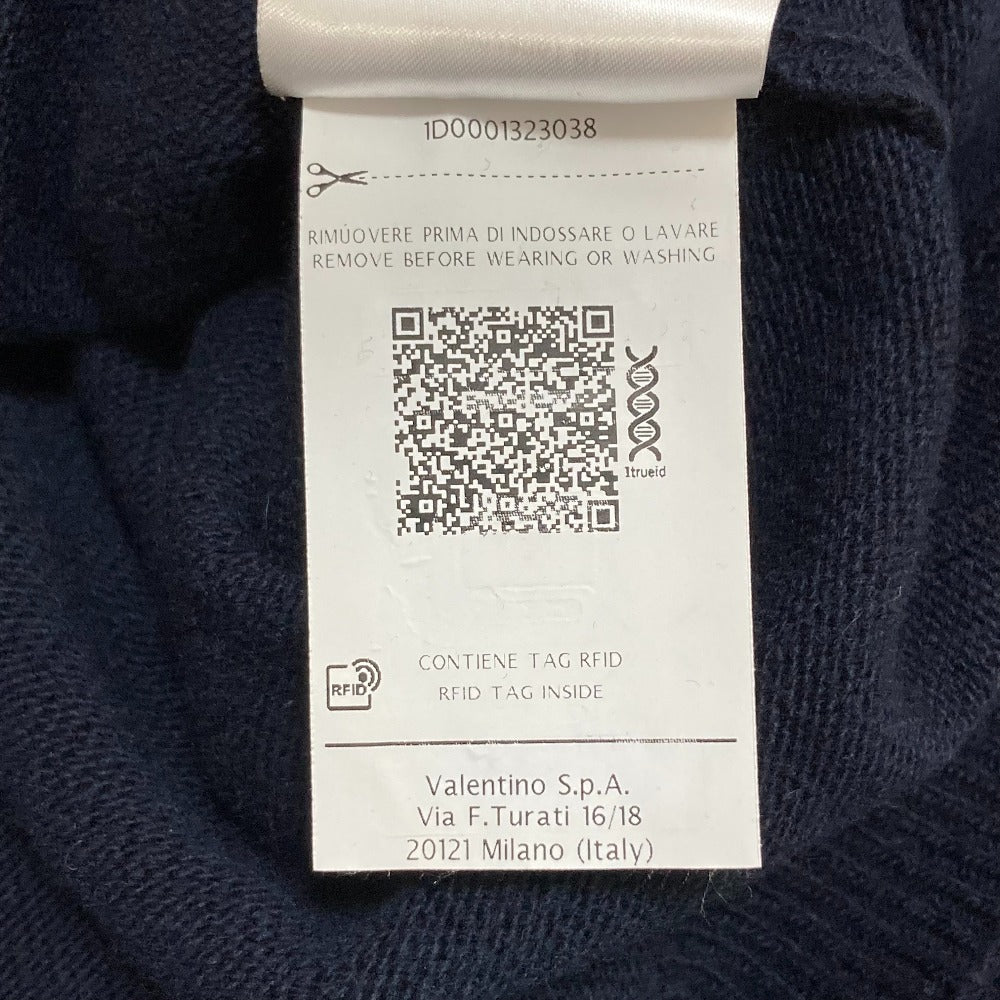 1D0001323038
RIMUOVERE PRIMA DI INDOSSARE O LAVARE
REMOVE BEFORE WEARING OR WASHING
1trueid
RFID
CONTIENE TAG RFID
RFID TAG INSIDE
Valentino S.p.A.
Via F.Turati 16/18
20121 Milano (Italy)